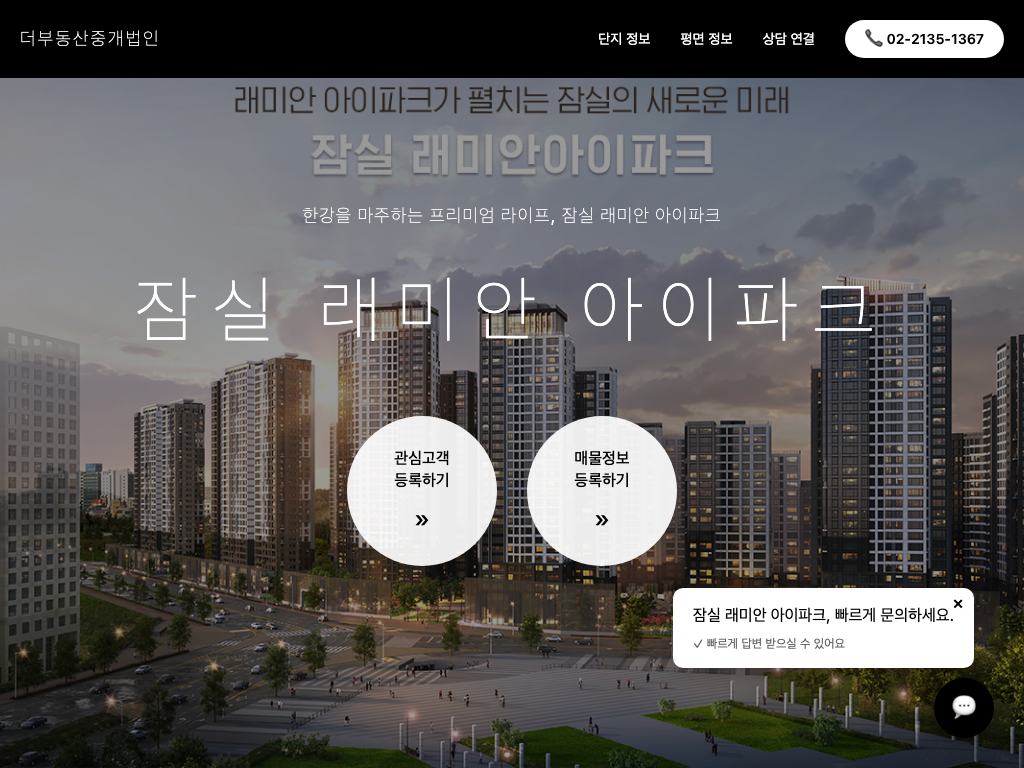 더부동산중개법인
단지 정보
평면 정보
상담 연결
02-2135-1367
래미안 아이파크가 펼치는 잠실의 새로운 미래
잠실 래미안아이파크
한강을 마주하는 프리미엄 라이프, 잠실 래미안 아이파크
잠실 래미안 아이파크
관심고객
등록하기
»
매물정보
등록하기
»
잠실 래미안 아이파크, 빠르게 문의하세요.
✓ 빠르게 답변 받으실 수 있어요